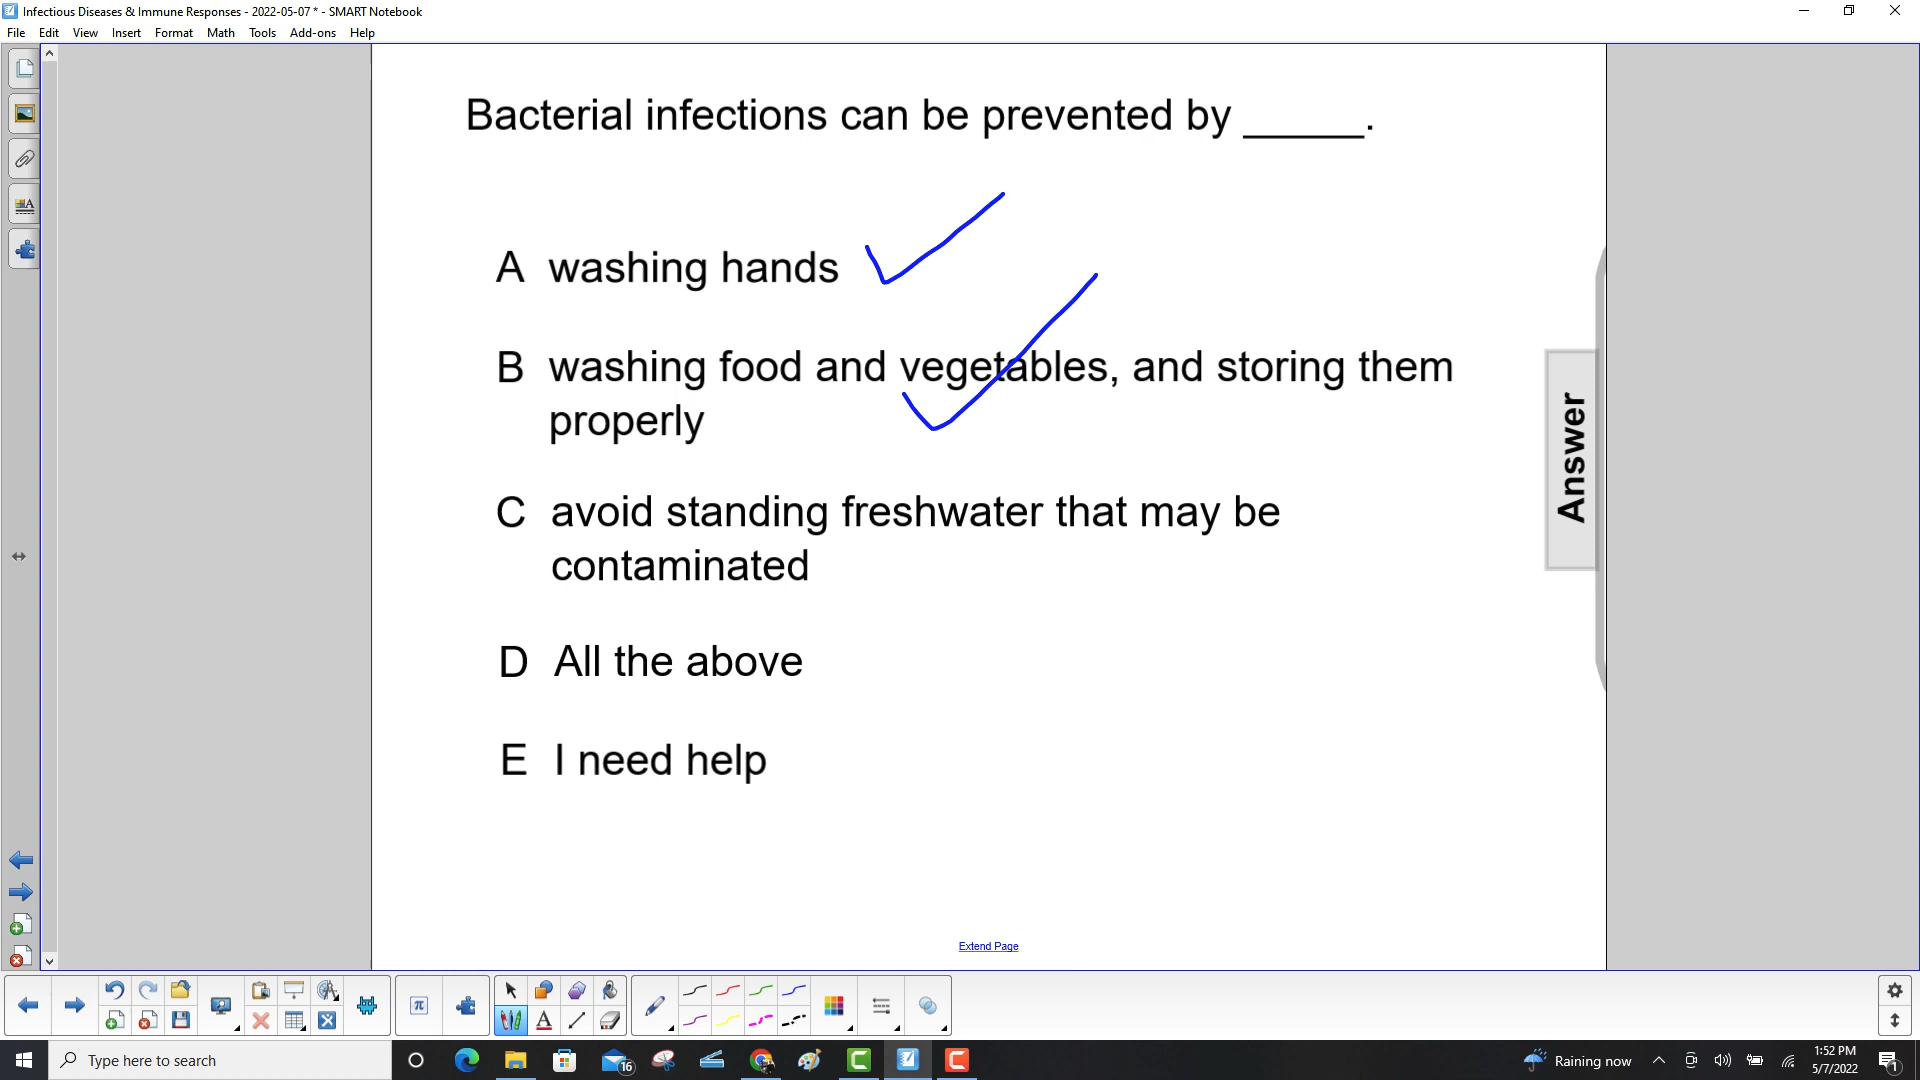 Infectious Diseases & Immune Responses - 2022-05-07 * - SMART Notebook
File Edit View Insert Format Math Tools Add-ons Help
Bacterial infections can be prevented by ______.
A washing hands
B washing food and vegetables, and storing them
properly
C avoid standing freshwater that may be
contaminated
D All the above
E I need help
Answer
Extend Page
Type here to search
16
Raining now
1:52 PM
5/7/2022
1